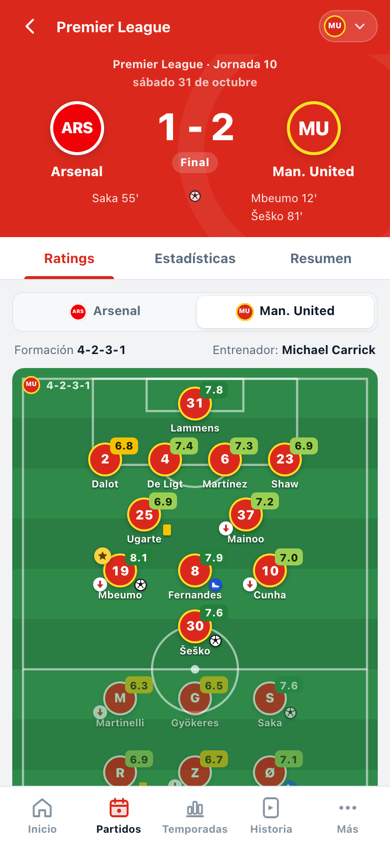 Premier League
MU
Premier League · Jornada 10
sábado 31 de octubre
ARS
1 - 2
MU
Final
Arsenal
Man. United
Saka 55'
Mbeumo 12'
Šeško 81'
Ratings
Estadísticas
Resumen
ARS Arsenal
MU Man. United
Formación 4-2-3-1
Entrenador: Michael Carrick
MU 4-2-3-1
7.8
31
Lammens
6.8 7.4 7.3 6.9
2 4 6 23
Dalot De Ligt Martínez Shaw
6.9 7.2
25 37
Ugarte Mainoo
8.1 7.9 7.0
19 8 10
Mbeumo Fernandes Cunha
7.6
30
Šeško
6.3 6.5 7.6
M G S
Martinelli Gyökeres Saka
6.9 6.7 7.1
R Z Ø
Inicio
Partidos
Temporadas
Historia
Más